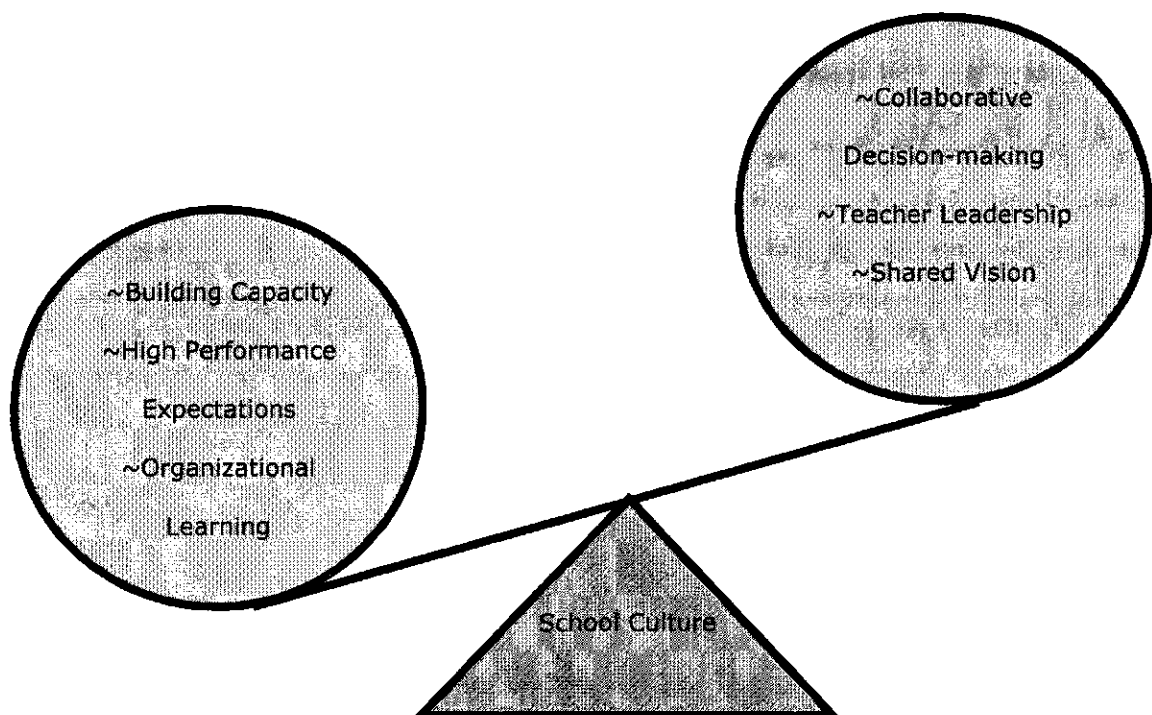 ~Building Capacity
~High Performance
Expectations
~Organizational
Learning
~Collaborative
Decision-making
~Teacher Leadership
~Shared Vision
School Culture